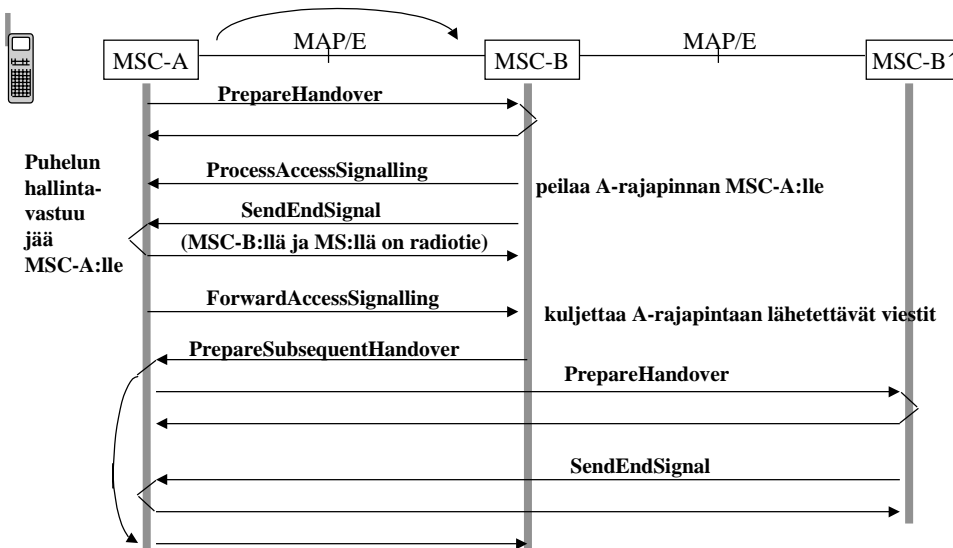 MAP/E
MAP/E
MSC-A
MSC-B
MSC-B´
PrepareHandover
Puhelun
hallinta-
vastuu
jää
MSC-A:lle
ProcessAccessSignalling
peilaa A-rajapinnan MSC-A:lle
SendEndSignal
(MSC-B:llä ja MS:llä on radiotie)
ForwardAccessSignalling
kuljettaa A-rajapintaan lähetettävät viestit
PrepareSubsequentHandover
PrepareHandover
SendEndSignal